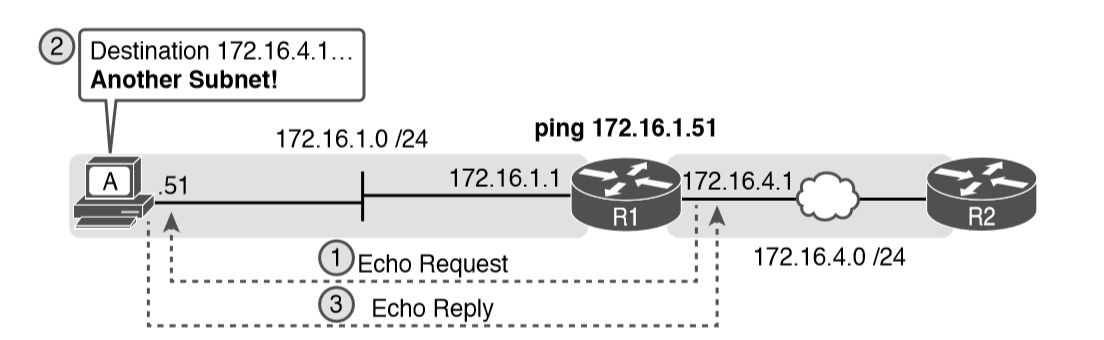 2
Destination 172.16.4.1…
Another Subnet!
172.16.1.0 /24
ping 172.16.1.51
A
.51
172.16.1.1
R1
172.16.4.1
R2
172.16.4.0 /24
1 Echo Request
3 Echo Reply